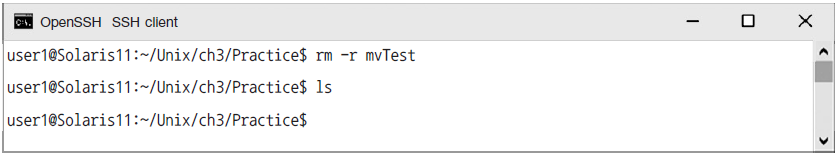 OpenSSH SSH client
user1@Solaris11:~/Unix/ch3/Practice$ rm -r mvTest
user1@Solaris11:~/Unix/ch3/Practice$ ls
user1@Solaris11:~/Unix/ch3/Practice$